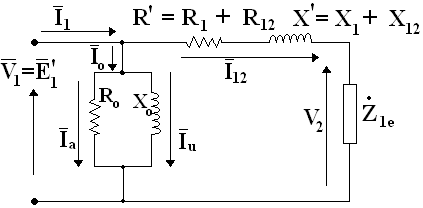 I̅₁
R' = R₁ + R₁₂
X' = X₁ + X₁₂
V̅₁=E̅'₁
I̅ₒ
I̅₁₂
Rₒ
Xₒ
V₂
Ż₁ₑ
I̅ₐ
I̅ᵤ